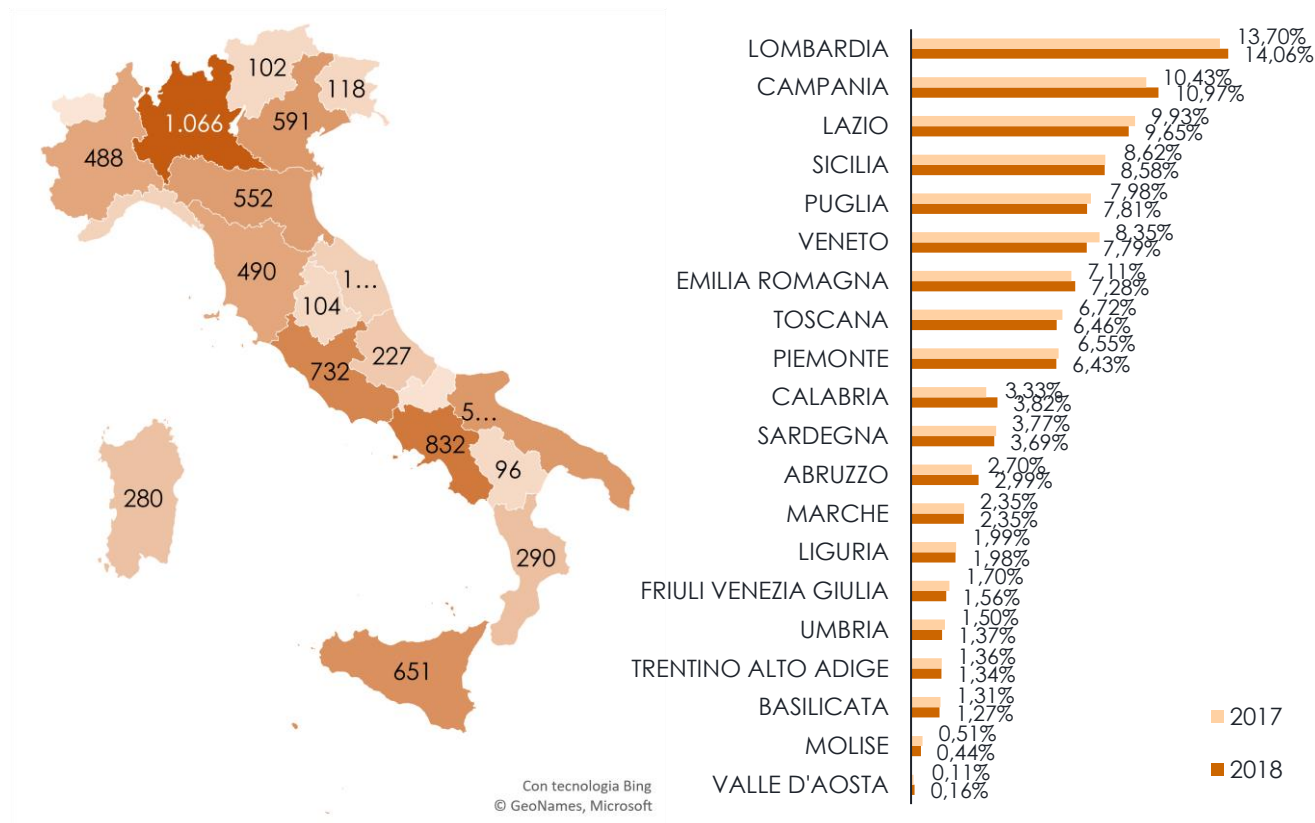 102
118
1.066
591
488
552
490
1...
104
732
227
5...
832
96
280
290
651
Con tecnologia Bing
© GeoNames, Microsoft
LOMBARDIA
13,70%
14,06%
CAMPANIA
10,43%
10,97%
LAZIO
9,93%
9,65%
SICILIA
8,62%
8,58%
PUGLIA
7,98%
7,81%
VENETO
8,35%
7,79%
EMILIA ROMAGNA
7,11%
7,28%
TOSCANA
6,72%
6,46%
PIEMONTE
6,55%
6,43%
CALABRIA
3,33%
3,82%
SARDEGNA
3,77%
3,69%
ABRUZZO
2,70%
2,99%
MARCHE
2,35%
2,35%
LIGURIA
1,99%
1,98%
FRIULI VENEZIA GIULIA
1,70%
1,56%
UMBRIA
1,50%
1,37%
TRENTINO ALTO ADIGE
1,36%
1,34%
BASILICATA
1,31%
1,27%
MOLISE
0,51%
0,44%
VALLE D'AOSTA
0,11%
0,16%
2017
2018